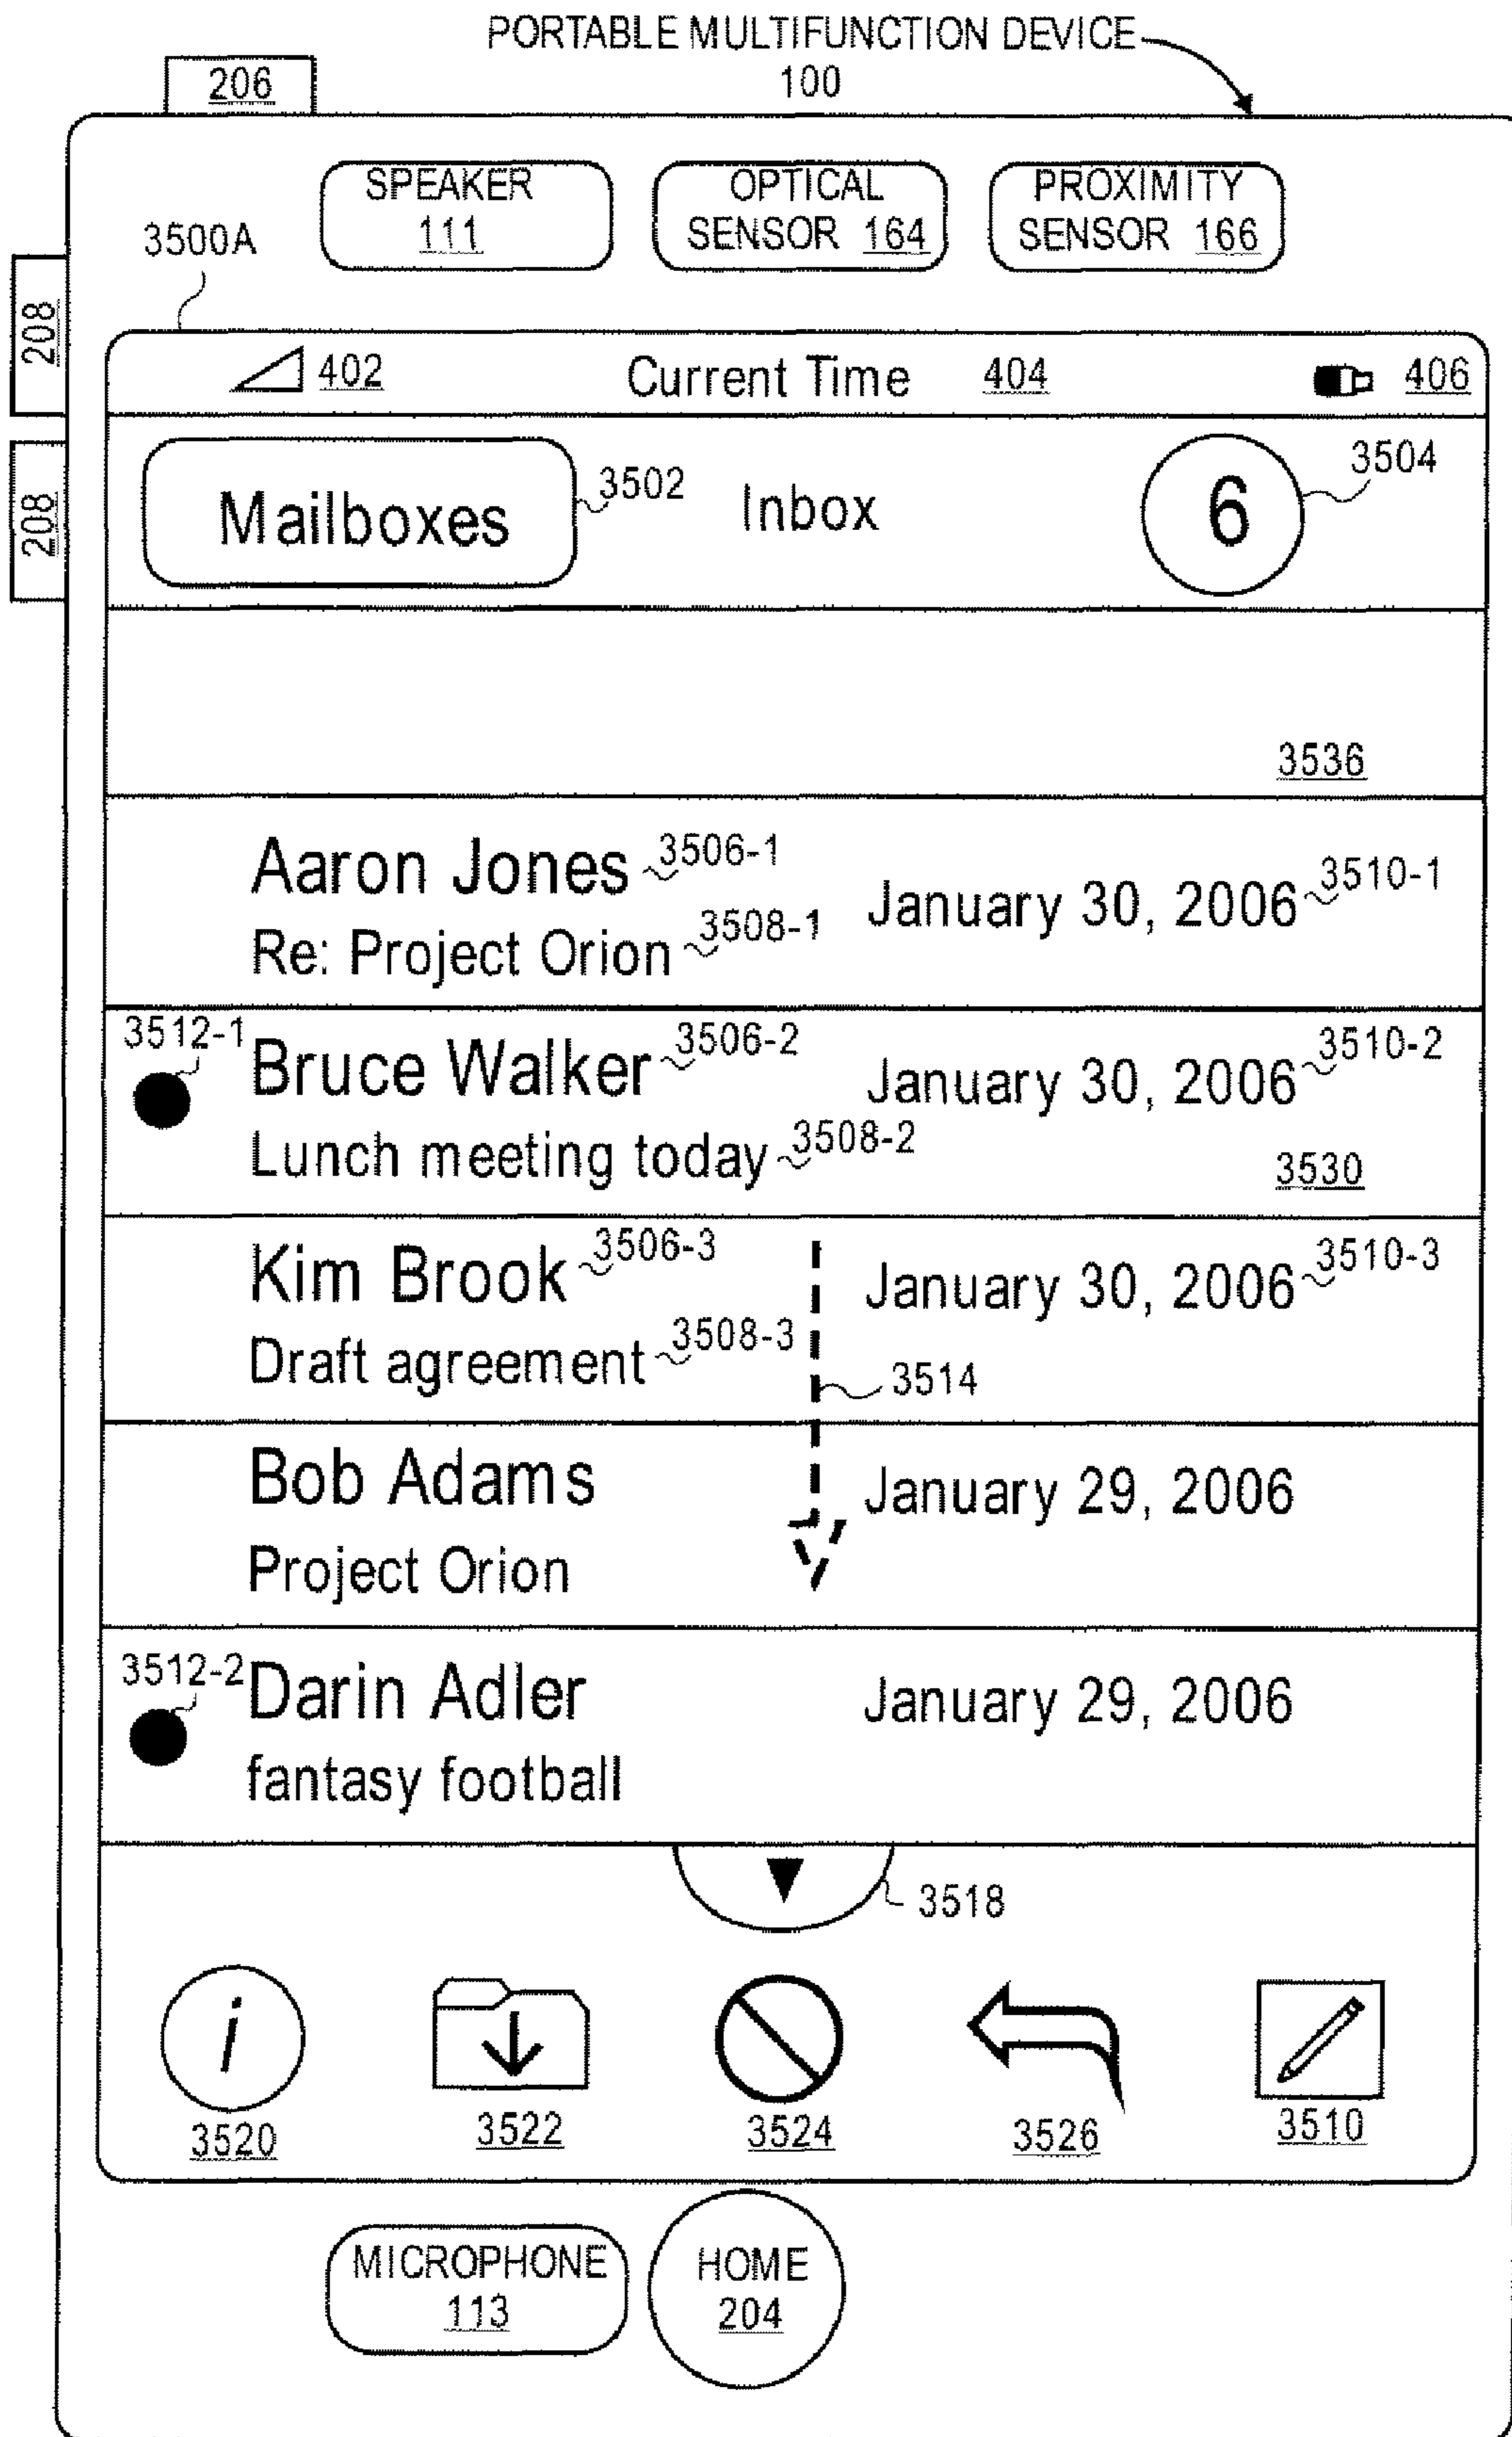 PORTABLE MULTIFUNCTION DEVICE
100
206
SPEAKER
111
OPTICAL
SENSOR 164
PROXIMITY
SENSOR 166
3500A
208
208
402 Current Time 404 406
Mailboxes 3502 Inbox 6 3504
3536
Aaron Jones 3506-1
January 30, 2006 3510-1
Re: Project Orion 3508-1
3512-1 Bruce Walker 3506-2
January 30, 2006 3510-2
Lunch meeting today 3508-2
3530
Kim Brook 3506-3
January 30, 2006 3510-3
Draft agreement 3508-3
3514
Bob Adams
January 29, 2006
Project Orion
3512-2 Darin Adler
January 29, 2006
fantasy football
3518
i
3520 3522 3524 3526 3510
MICROPHONE
113
HOME
204